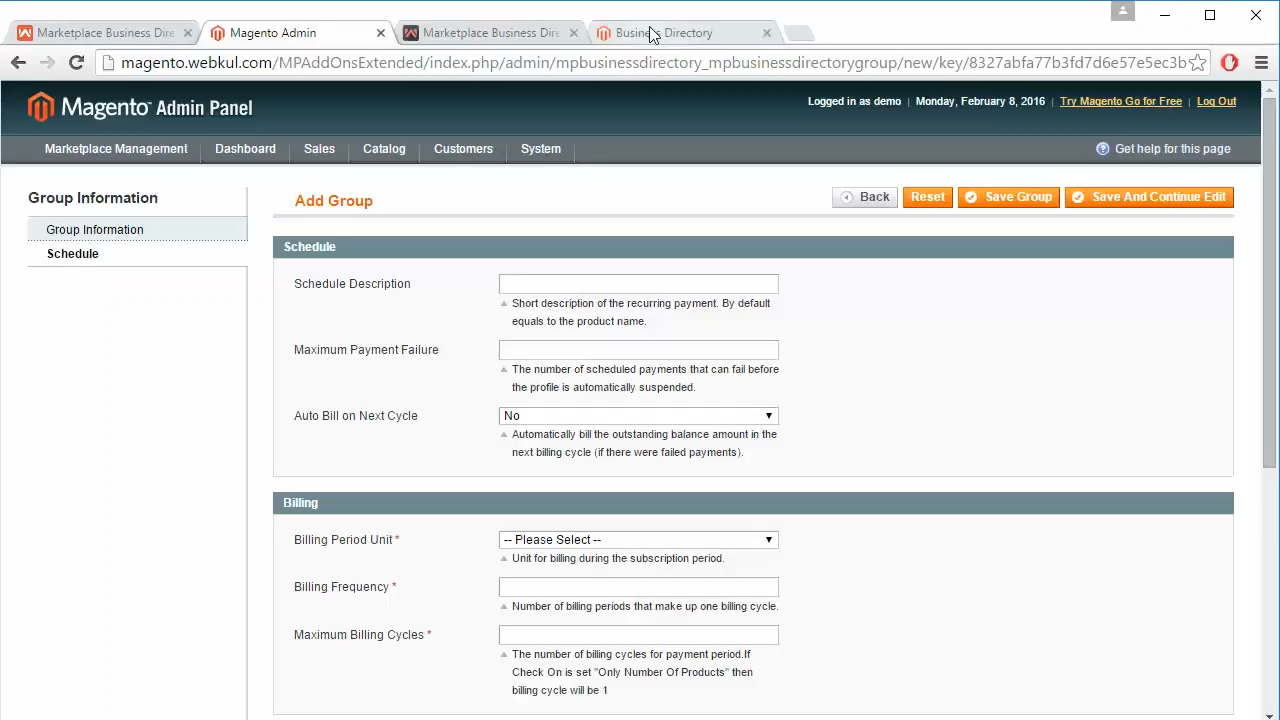 Marketplace Business Dire
Magento Admin
Marketplace Business Dire
Business Directory
magento.webkul.com/MPAddOnsExtended/index.php/admin/mpbusinessdirectory_mpbusinessdirectorygroup/new/key/8327abfa77b3fd7d6e57e5ec3b
Magento Admin Panel
Logged in as demo | Monday, February 8, 2016 | Try Magento Go for Free | Log Out
Marketplace Management Dashboard Sales Catalog Customers System
Get help for this page
Group Information
Group Information
Schedule
Add Group
Back Reset Save Group Save And Continue Edit
Schedule
Schedule Description
Short description of the recurring payment. By default
equals to the product name.
Maximum Payment Failure
The number of scheduled payments that can fail before
the profile is automatically suspended.
Auto Bill on Next Cycle No
Automatically bill the outstanding balance amount in the
next billing cycle (if there were failed payments).
Billing
Billing Period Unit * -- Please Select --
Unit for billing during the subscription period.
Billing Frequency *
Number of billing periods that make up one billing cycle.
Maximum Billing Cycles *
The number of billing cycles for payment period.If
Check On is set "Only Number Of Products" then
billing cycle will be 1